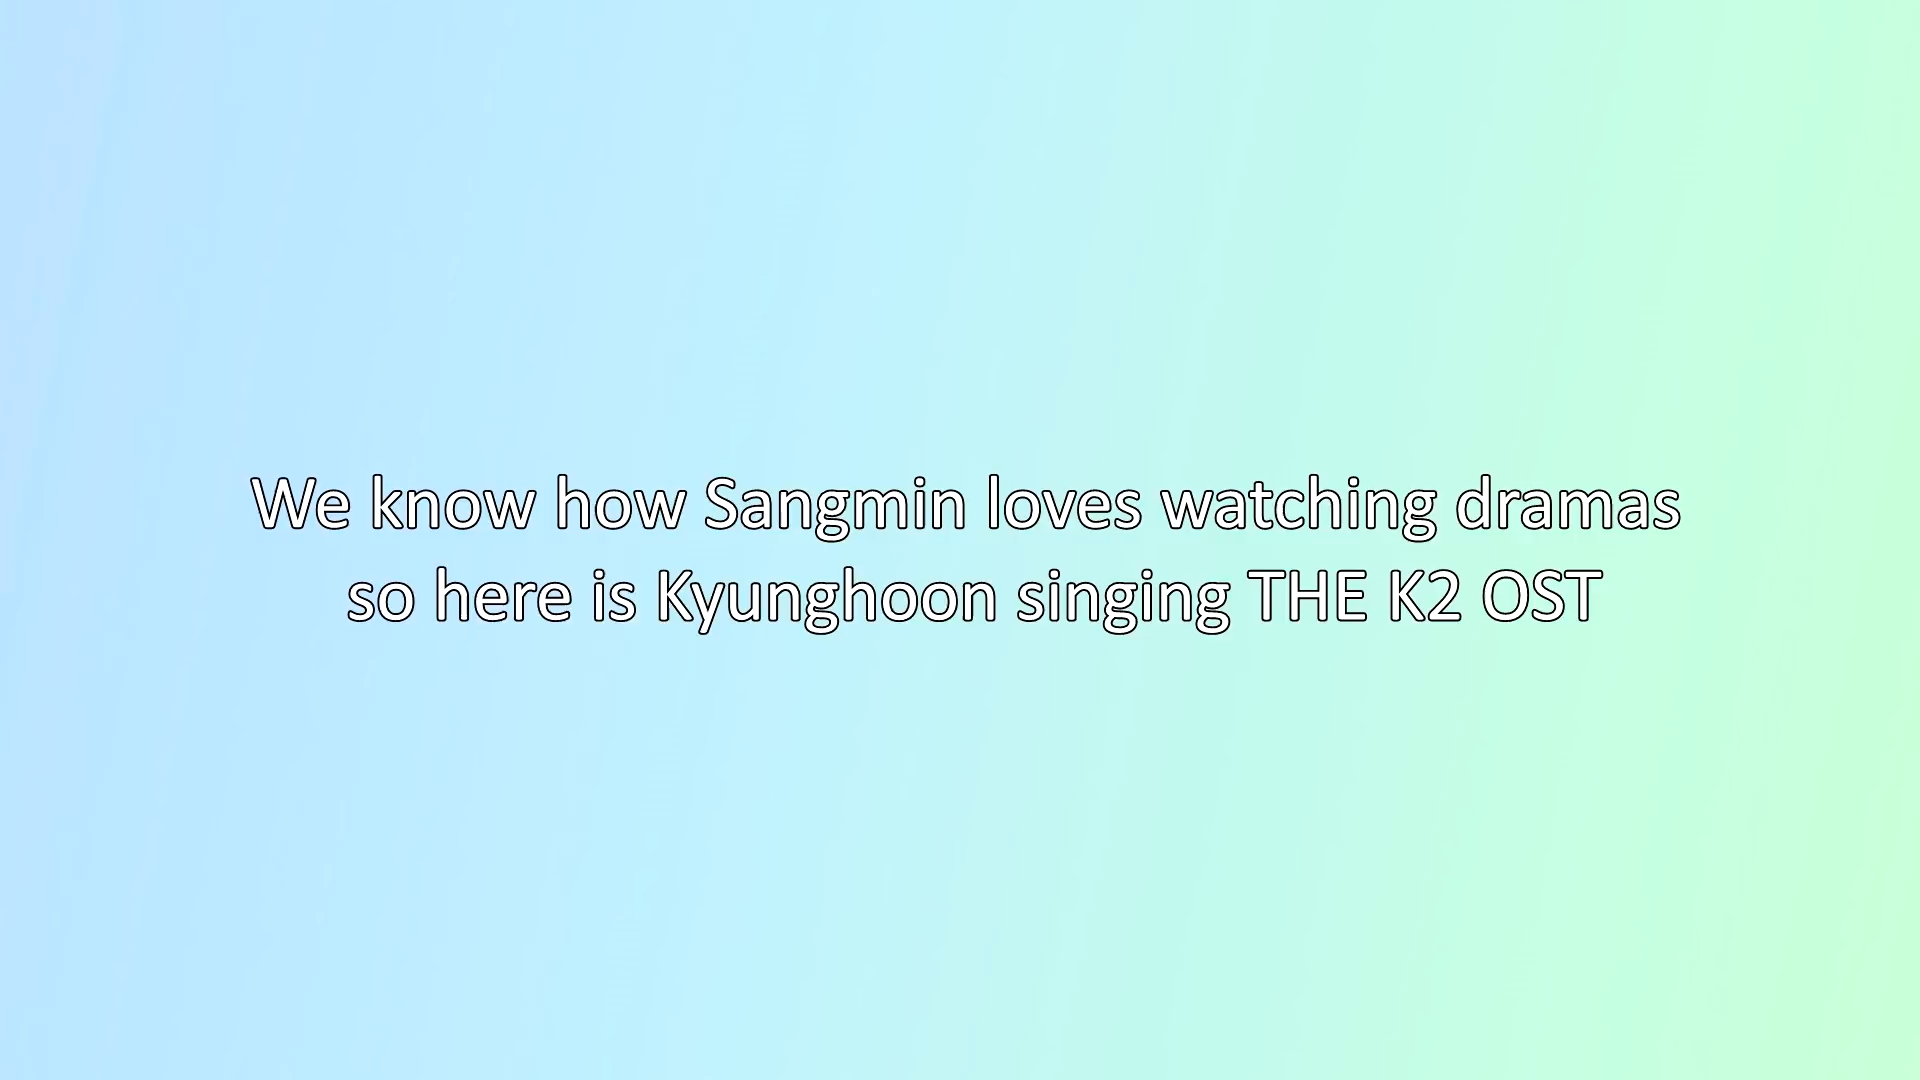 We know how Sangmin loves watching dramas
so here is Kyunghoon singing THE K2 OST